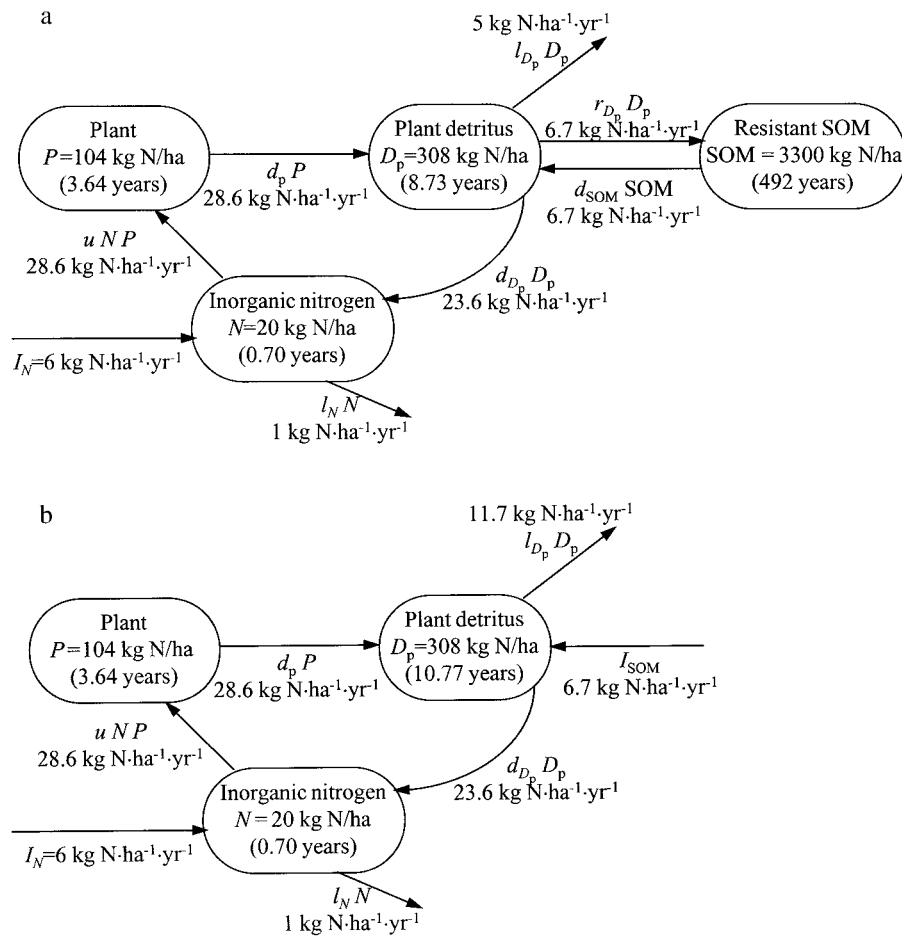 a
5 kg N·ha⁻¹·yr⁻¹
l_{D_p} D_p
Plant
P=104 kg N/ha
(3.64 years)
d_p P
28.6 kg N·ha⁻¹·yr⁻¹
Plant detritus
D_p=308 kg N/ha
(8.73 years)
r_{D_p} D_p
6.7 kg N·ha⁻¹·yr⁻¹
d_{SOM} SOM
6.7 kg N·ha⁻¹·yr⁻¹
Resistant SOM
SOM = 3300 kg N/ha
(492 years)
u N P
28.6 kg N·ha⁻¹·yr⁻¹
d_{D_p} D_p
23.6 kg N·ha⁻¹·yr⁻¹
Inorganic nitrogen
N=20 kg N/ha
(0.70 years)
I_N=6 kg N·ha⁻¹·yr⁻¹
l_N N
1 kg N·ha⁻¹·yr⁻¹
b
11.7 kg N·ha⁻¹·yr⁻¹
l_{D_p} D_p
Plant
P=104 kg N/ha
(3.64 years)
d_p P
28.6 kg N·ha⁻¹·yr⁻¹
Plant detritus
D_p=308 kg N/ha
(10.77 years)
I_{SOM}
6.7 kg N·ha⁻¹·yr⁻¹
u N P
28.6 kg N·ha⁻¹·yr⁻¹
d_{D_p} D_p
23.6 kg N·ha⁻¹·yr⁻¹
Inorganic nitrogen
N = 20 kg N/ha
(0.70 years)
I_N=6 kg N·ha⁻¹·yr⁻¹
l_N N
1 kg N·ha⁻¹·yr⁻¹